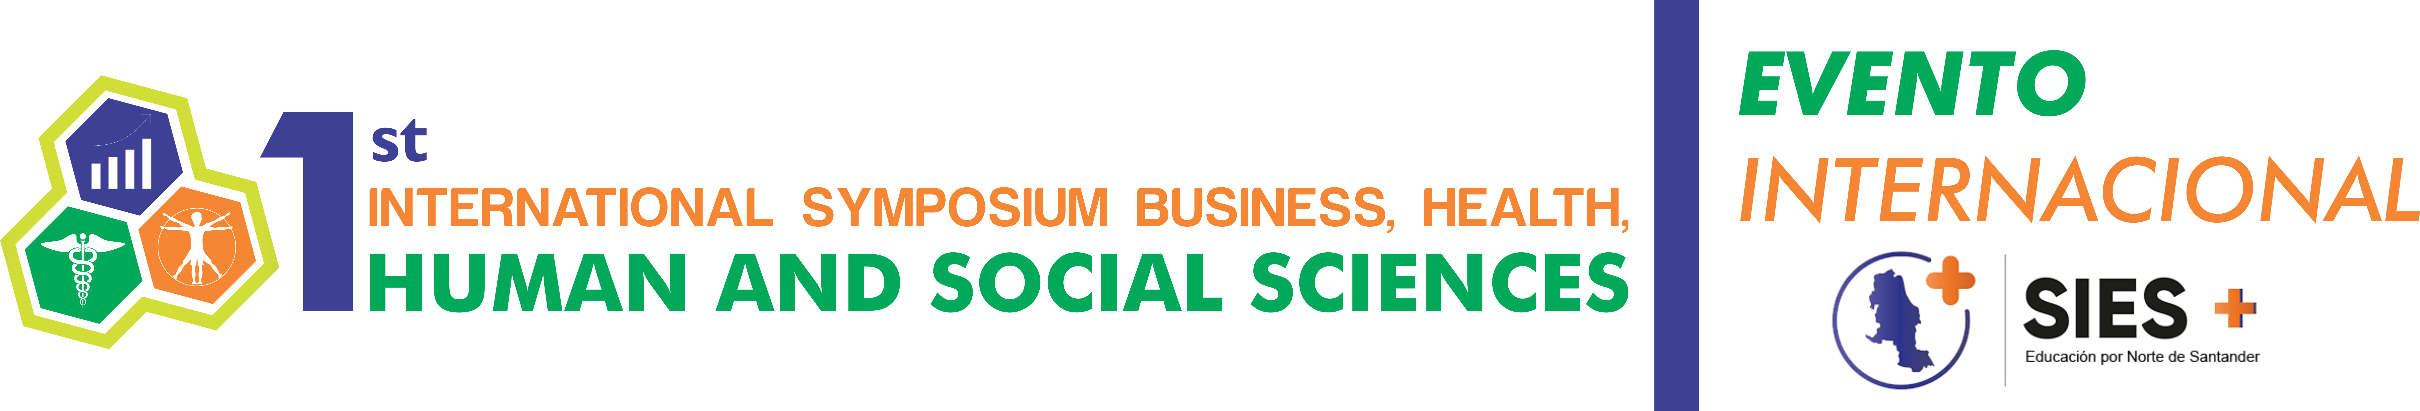 1st
INTERNATIONAL SYMPOSIUM BUSINESS, HEALTH,
HUMAN AND SOCIAL SCIENCES
EVENTO
INTERNACIONAL
SIES +
Educación por Norte de Santander